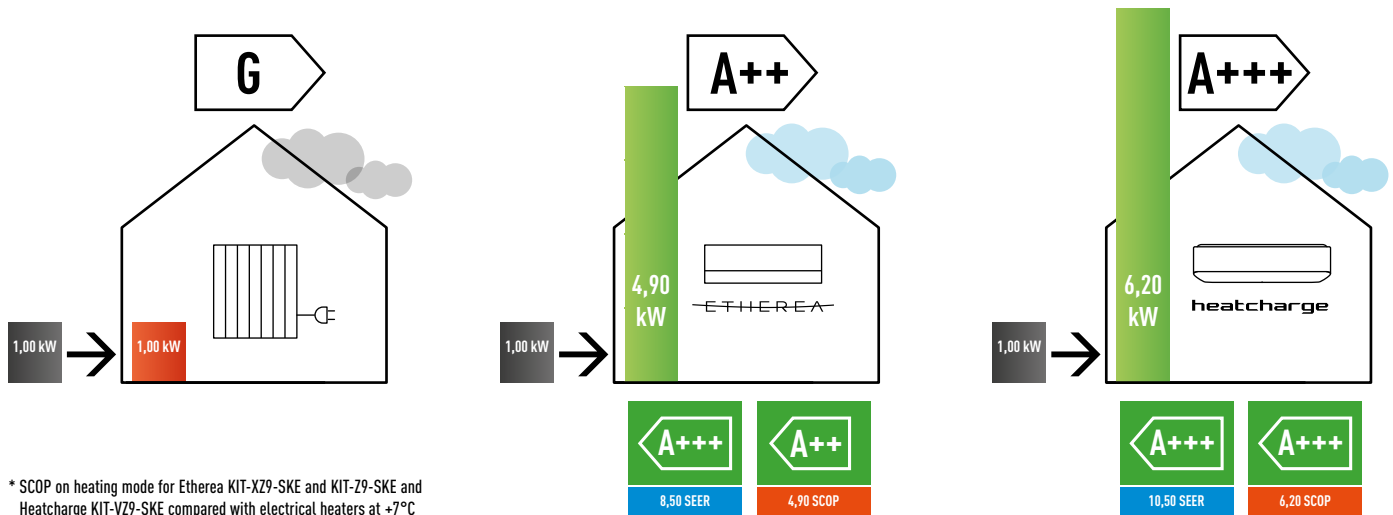 G
1,00 kW
1,00 kW
* SCOP on heating mode for Etherea KIT-XZ9-SKE and KIT-Z9-SKE and
Heatcharge KIT-VZ9-SKE compared with electrical heaters at +7°C
A++
4,90
kW
ETHEREA
1,00 kW
A+++
8,50 SEER
A++
4,90 SCOP
A+++
6,20
kW
heatcharge
1,00 kW
A+++
10,50 SEER
A+++
6,20 SCOP